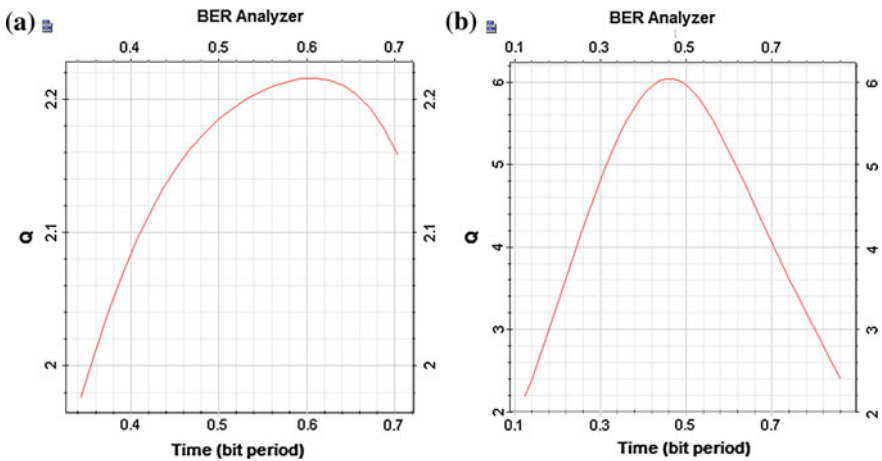 (a)
BER Analyzer
0.4 0.5 0.6 0.7
2.2 2.2
2.1 2.1
Q
2 2
0.4 0.5 0.6 0.7
Time (bit period)
(b)
BER Analyzer
0.1 0.3 0.5 0.7
6 6
5 5
Q
4 4
3 3
2 2
0.1 0.3 0.5 0.7
Time (bit period)